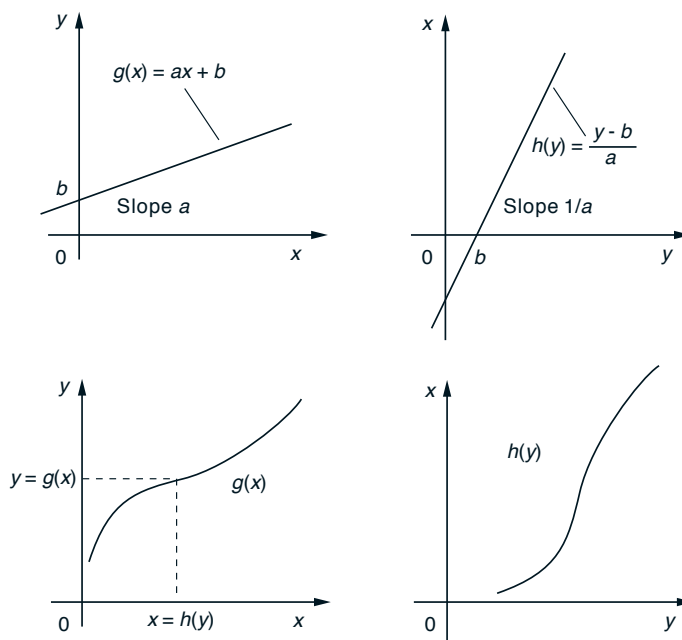 y
g(x) = ax + b
b
Slope a
0
x
x
h(y) = y - b
a
Slope 1/a
0
b
y
y
y = g(x)
g(x)
0
x = h(y)
x
x
h(y)
0
y